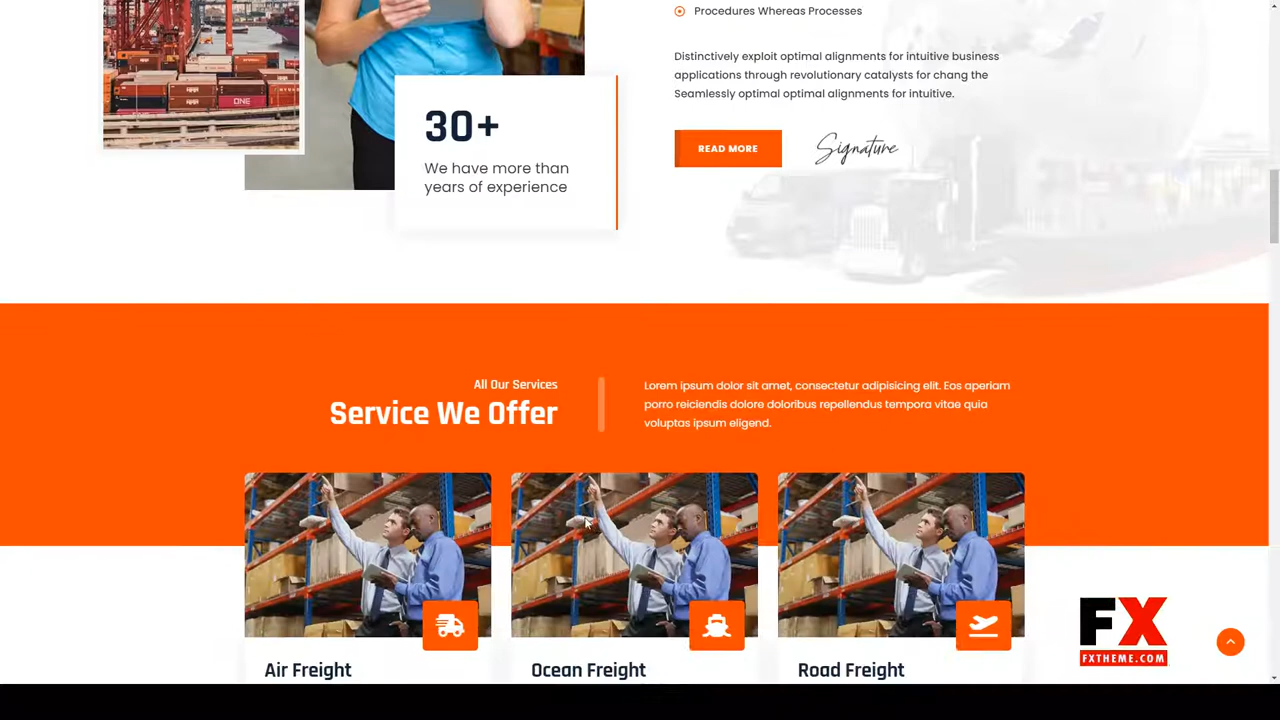 Procedures Whereas Processes
Distinctively exploit optimal alignments for intuitive business
applications through revolutionary catalysts for chang the
Seamlessly optimal optimal alignments for intuitive.
READ MORE
Signature
ONE
30+
We have more than
years of experience
All Our Services
Service We Offer
Lorem ipsum dolor sit amet, consectetur adipisicing elit. Eos aperiam
porro reiciendis dolore doloribus repellendus tempora vitae quia
voluptas ipsum eligend.
Air Freight
Ocean Freight
Road Freight
FX
FXTHEME.COM